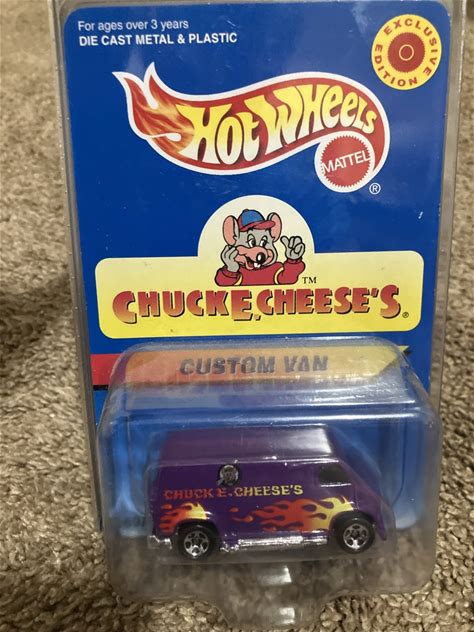 For ages over 3 years
DIE CAST METAL & PLASTIC
EXCLUSIVE
EDITION
HOT WHEELS
MATTEL
®
TM
CHUCK E. CHEESE'S®
CUSTOM VAN
CHUCK E. CHEESE'S